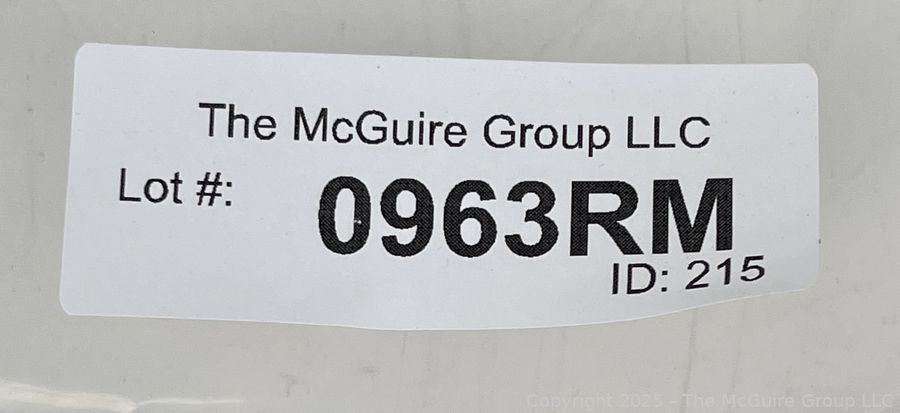 The McGuire Group LLC
Lot #: 0963RM
ID: 215
Copyright 2025 - The McGuire Group LLC